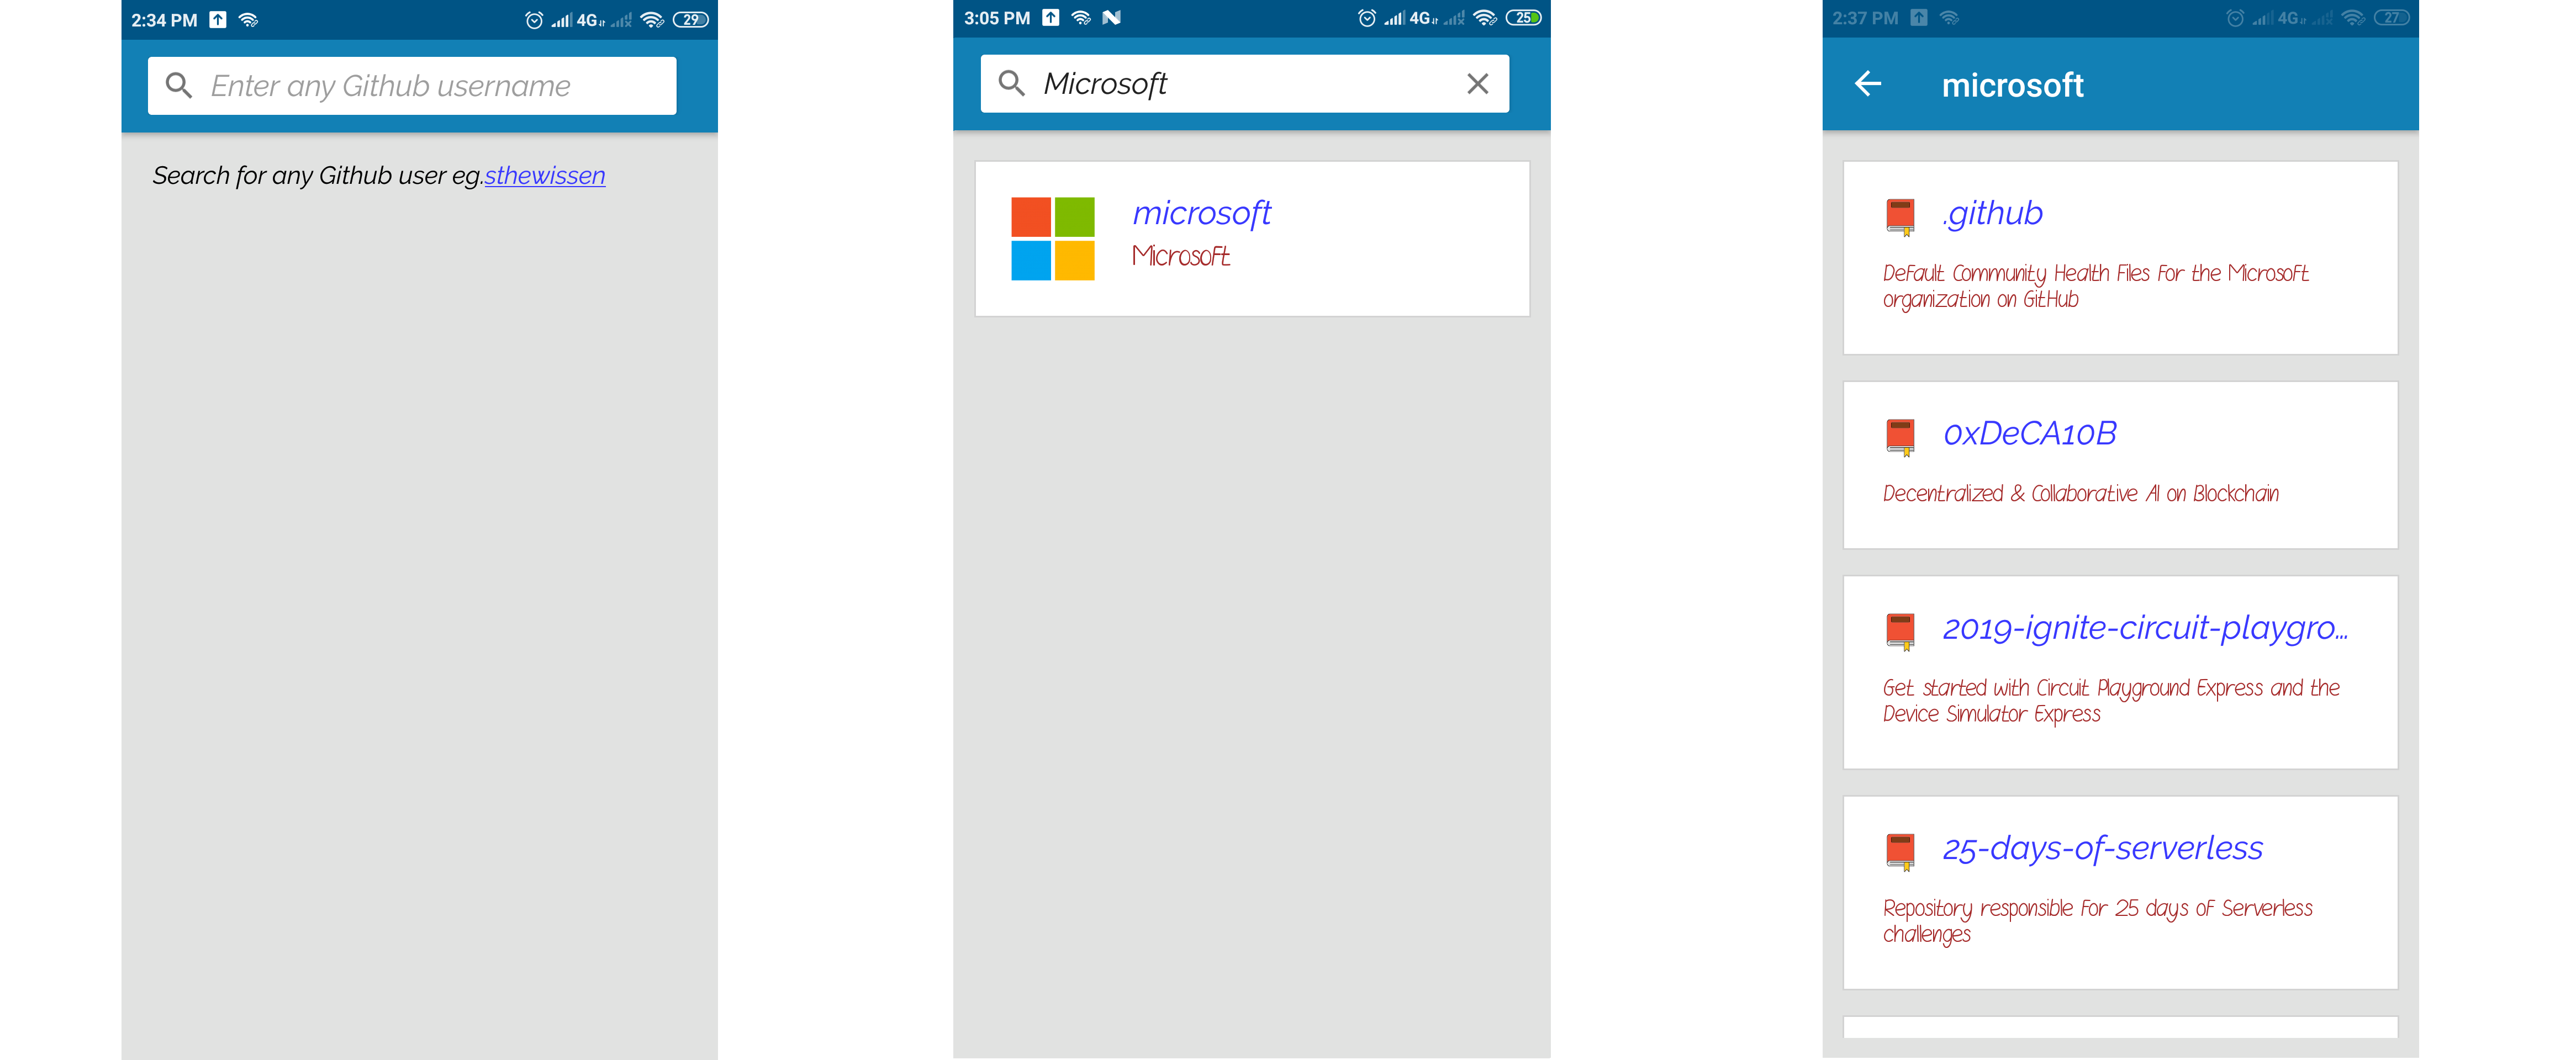 2:34 PM 4G 29
Enter any Github username
Search for any Github user eg.sthewissen
3:05 PM 4G 25
Microsoft
microsoft
Microsoft
2:37 PM 4G 27
microsoft
.github
Default Community Health Files for the Microsoft
organization on GitHub
0xDeCA10B
Decentralized & Collaborative AI on Blockchain
2019-ignite-circuit-playgro...
Get started with Circuit Playground Express and the
Device Simulator Express
25-days-of-serverless
Repository responsible for 25 days of Serverless
challenges